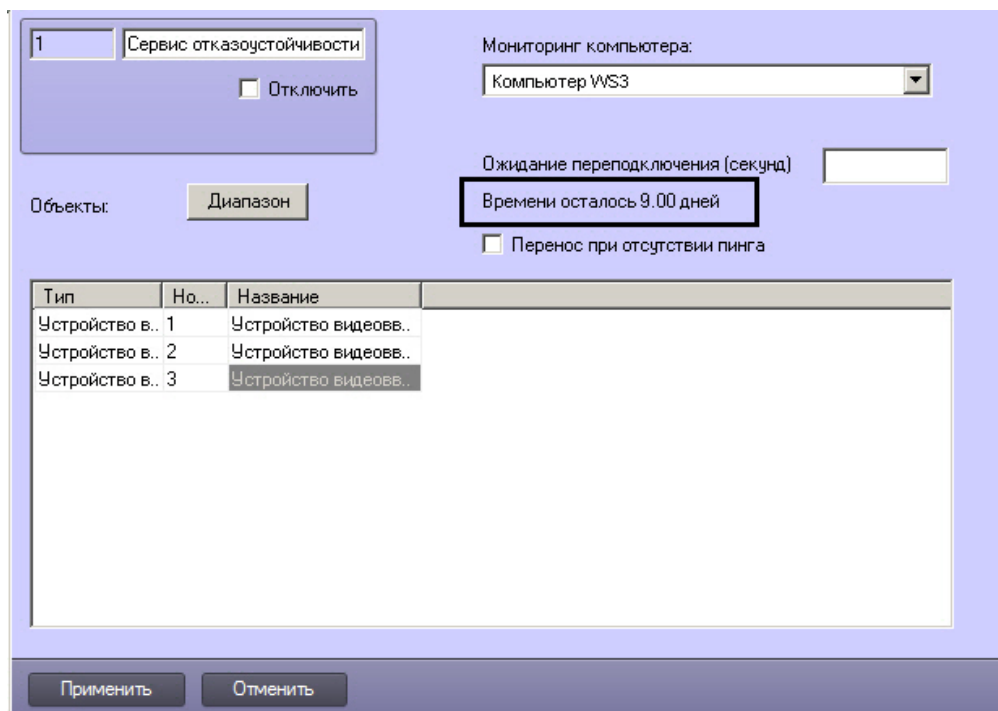 1 Сервис отказоустойчивости
Отключить
Мониторинг компьютера:
Компьютер WS3
Ожидание переподключения (секунд)
Объекты: Диапазон
Времени осталось 9.00 дней
Перенос при отсутствии пинга
Тип Но... Название
Устройство в.. 1 Устройство видеовв..
Устройство в.. 2 Устройство видеовв..
Устройство в.. 3 Устройство видеовв..
Применить Отменить